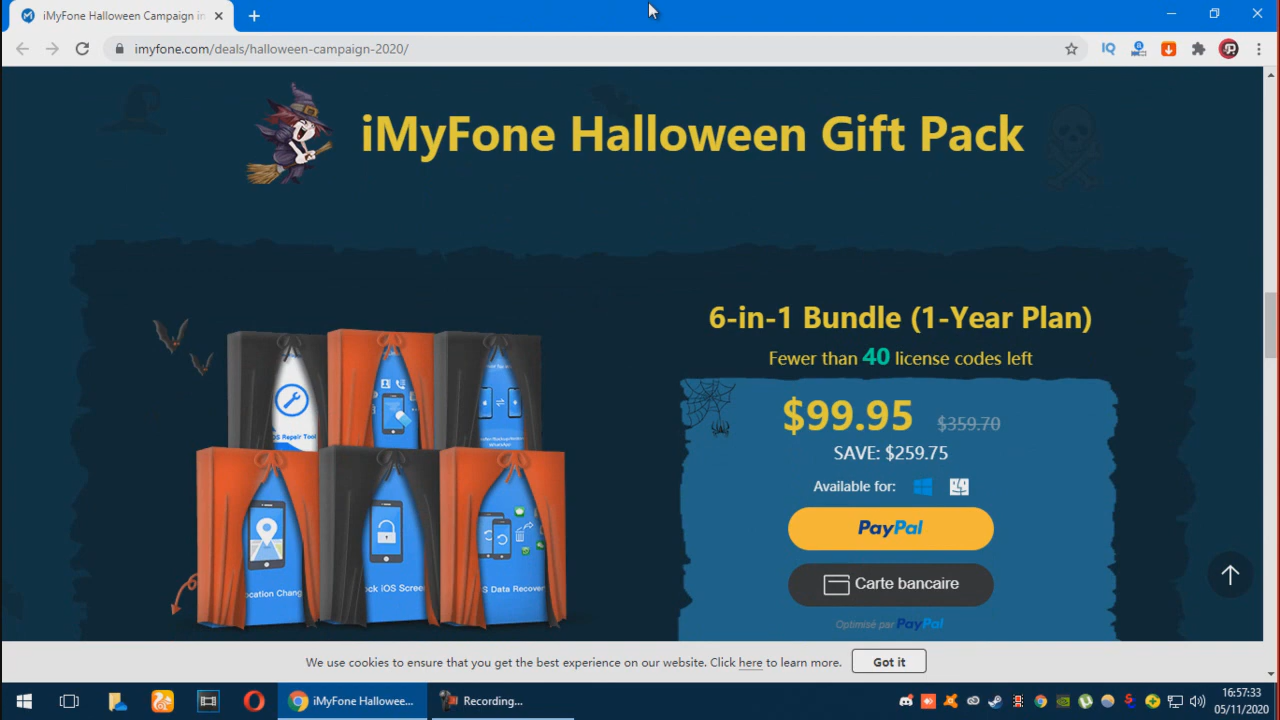 iMyFone Halloween Campaign in
imyfone.com/deals/halloween-campaign-2020/
IQ
iMyFone Halloween Gift Pack
6-in-1 Bundle (1-Year Plan)
Fewer than 40 license codes left
$99.95 $359.70
SAVE: $259.75
Available for:
PayPal
Carte bancaire
Optimisé par PayPal
OS Repair Tool
WhatsApp
ocation Chang
ock iOS Scree
S Data Recove
We use cookies to ensure that you get the best experience on our website. Click here to learn more.
Got it
iMyFone Hallowee...
Recording...
16:57:33
05/11/2020